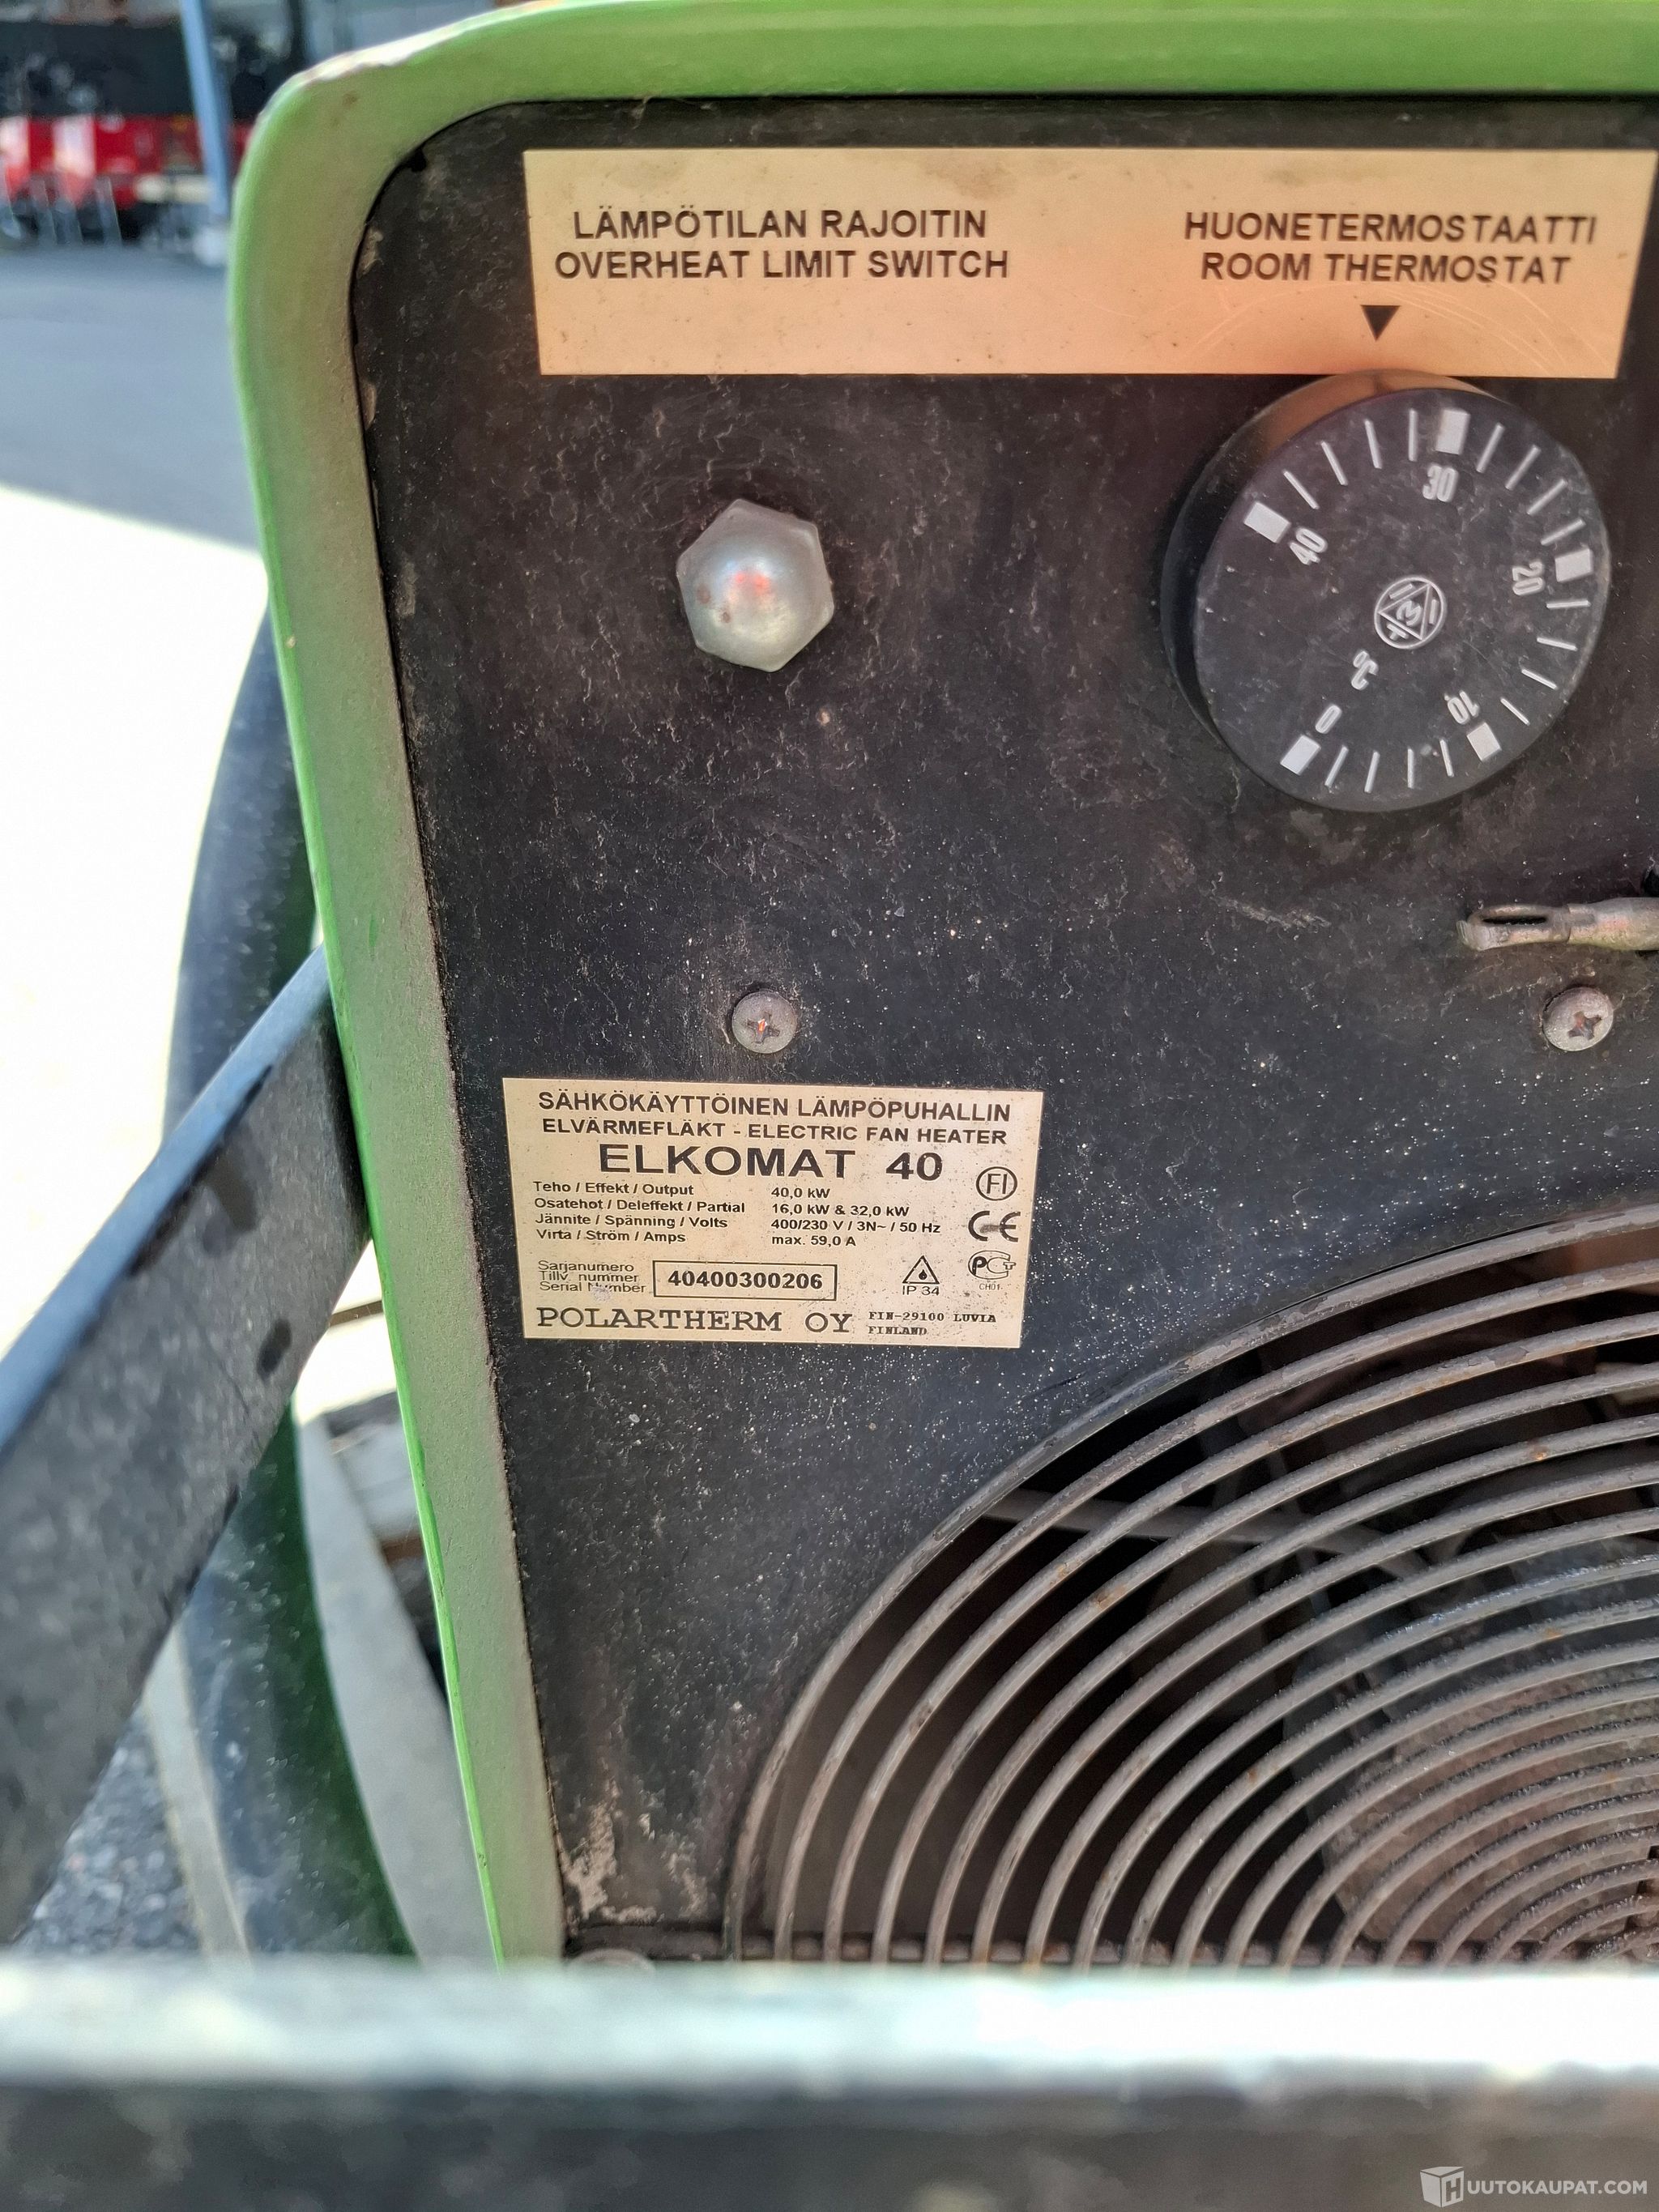 LÄMPÖTILAN RAJOITIN
OVERHEAT LIMIT SWITCH
HUONETERMOSTAATTI
ROOM THERMOSTAT
40
30
20
10
0
°C
SÄHKÖKÄYTTÖINEN LÄMPÖPUHALLIN
ELVÄRMEFLÄKT - ELECTRIC FAN HEATER
ELKOMAT 40
FI
Teho / Effekt / Output 40,0 kW
Osatehot / Deleffekt / Partial 16,0 kW & 32,0 kW
Jännite / Spänning / Volts 400/230 V / 3N~ / 50 Hz
Virta / Ström / Amps max. 59,0 A
CE
Sarjanumero
Tillv. nummer
Serial Number
40400300206
IP 34
СН01
POLARTHERM OY
FIN-29100 LUVIA
FINLAND
HUUTOKAUPAT.COM